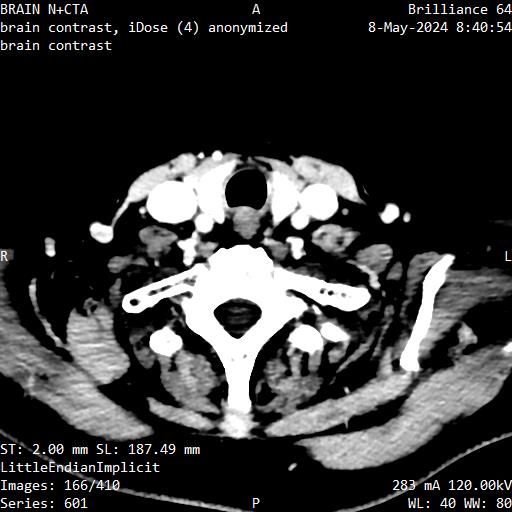 BRAIN N+CTA A Brilliance 64
brain contrast, iDose (4) anonymized 8-May-2024 8:40:54
brain contrast
R L
ST: 2.00 mm SL: 187.49 mm
LittleEndianImplicit
Images: 166/410 283 mA 120.00kV
Series: 601 P WL: 40 WW: 80